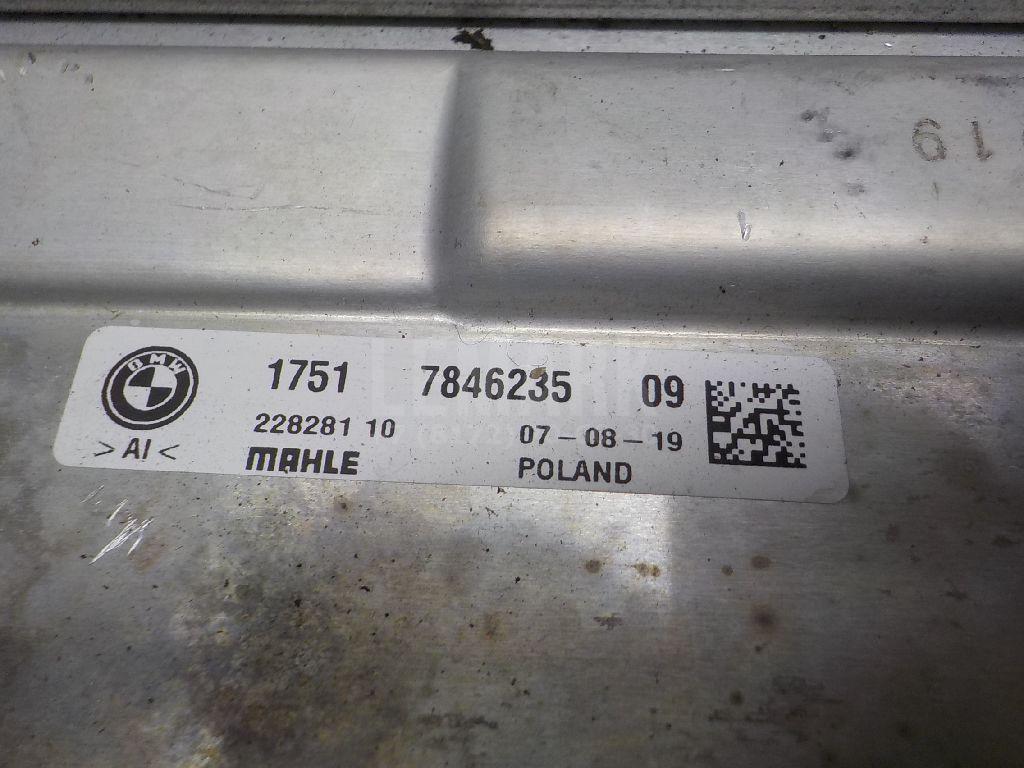 19
BMW
1751 7846235 09
228281 10 07-08-19
>Al< MAHLE POLAND